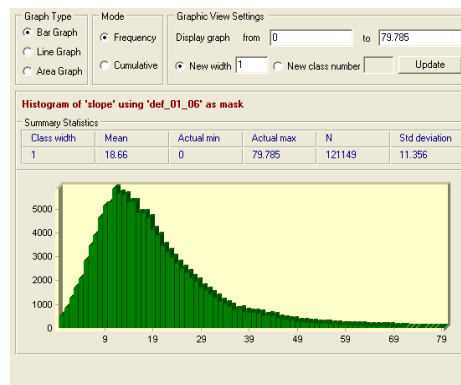 Graph Type Mode Graphic View Settings
Bar Graph Frequency Display graph from 0 to 79.785
Line Graph
Area Graph Cumulative New width 1 New class number Update
Histogram of 'slope' using 'def_01_06' as mask
Summary Statistics
Class width Mean Actual min Actual max N Std deviation
1 18.66 0 79.785 121149 11.356
5000
4000
3000
2000
1000
0
9 19 29 39 49 59 69 79